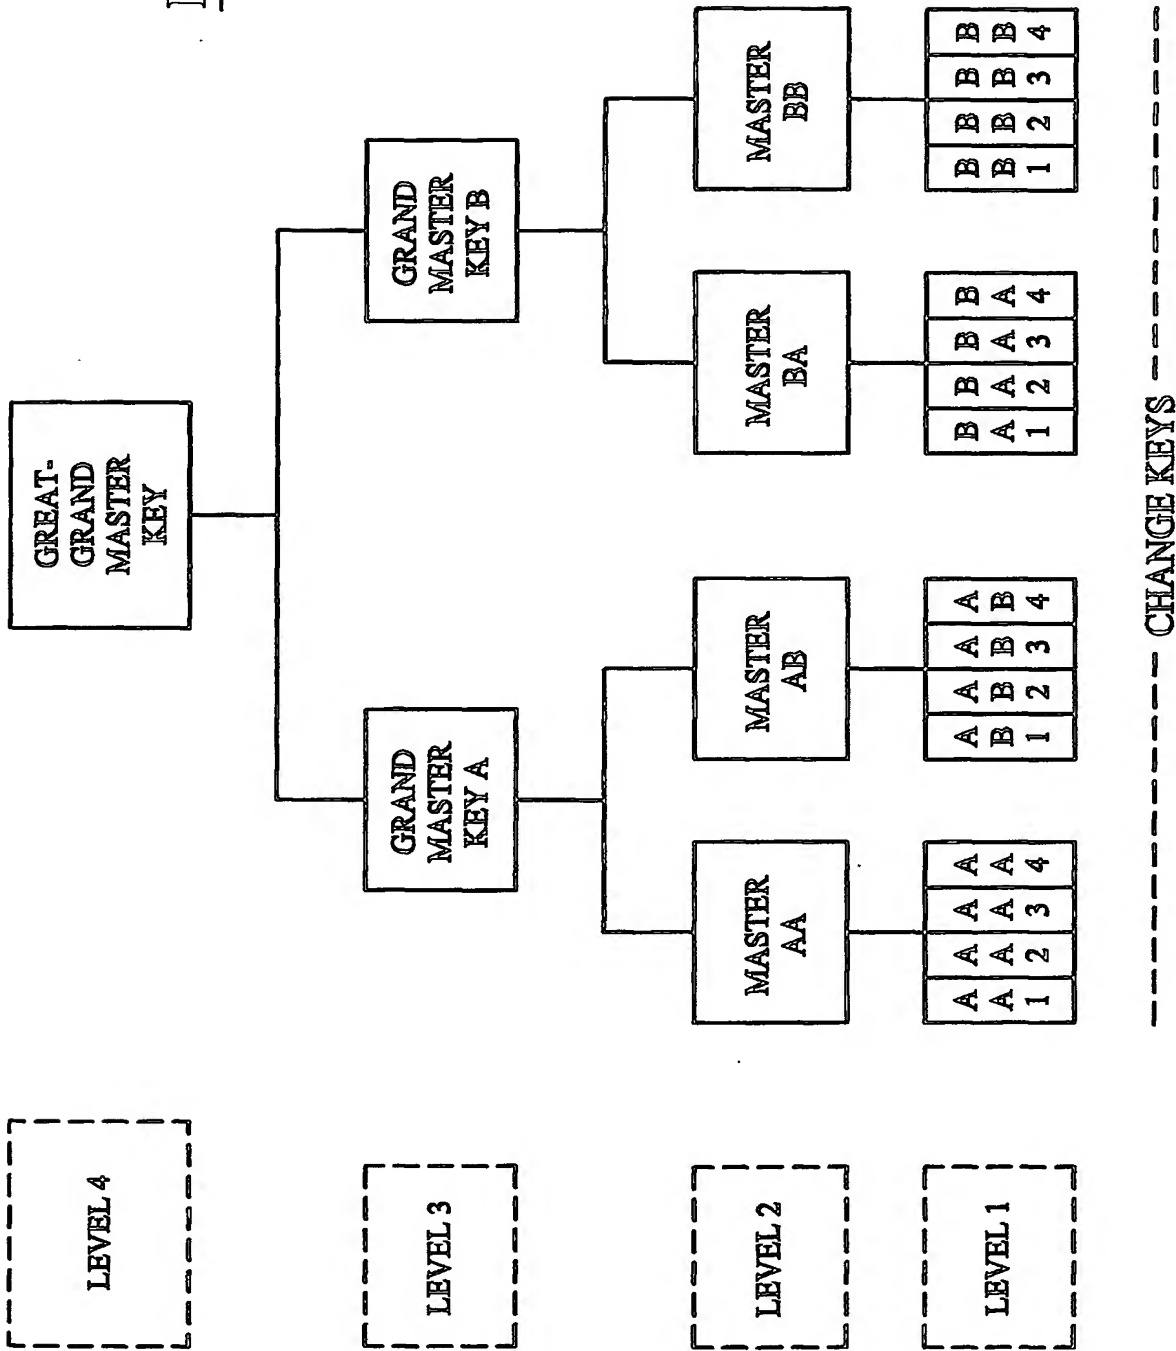 LEVEL 4
GREAT-
GRAND
MASTER
KEY
LEVEL 3
GRAND
MASTER
KEY A
GRAND
MASTER
KEY B
LEVEL 2
MASTER
AA
MASTER
AB
MASTER
BA
MASTER
BB
LEVEL 1
A A A A
A A A A
1 2 3 4
A A A A
B B B B
1 2 3 4
B B B B
A A A A
1 2 3 4
B B B B
B B B B
1 2 3 4
CHANGE KEYS